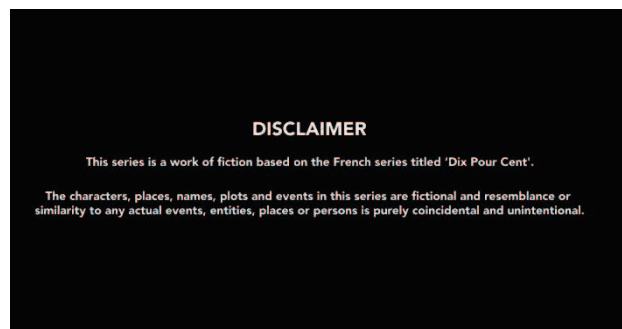 DISCLAIMER
This series is a work of fiction based on the French series titled 'Dix Pour Cent'.
The characters, places, names, plots and events in this series are fictional and resemblance or
similarity to any actual events, entities, places or persons is purely coincidental and unintentional.